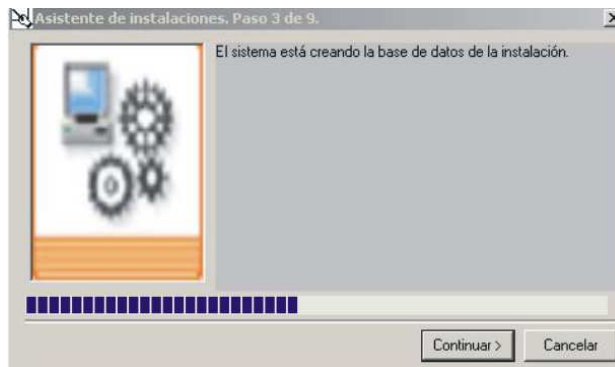 Asistente de instalaciones. Paso 3 de 9.
El sistema está creando la base de datos de la instalación.
Continuar >
Cancelar